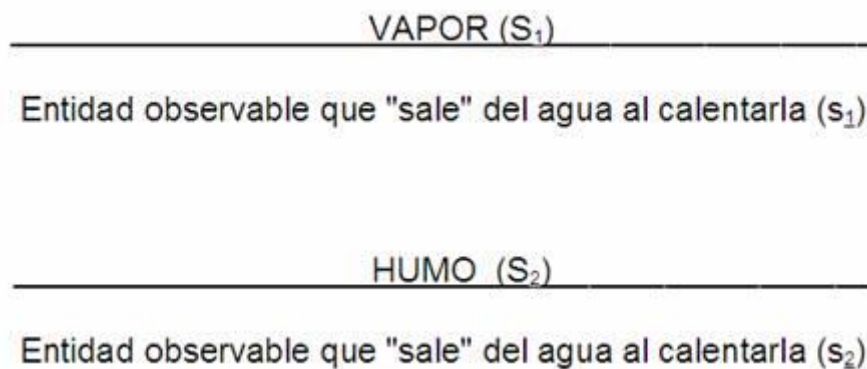 VAPOR (S₁)
Entidad observable que "sale" del agua al calentarla (s₁)
HUMO (S₂)
Entidad observable que "sale" del agua al calentarla (s₂)